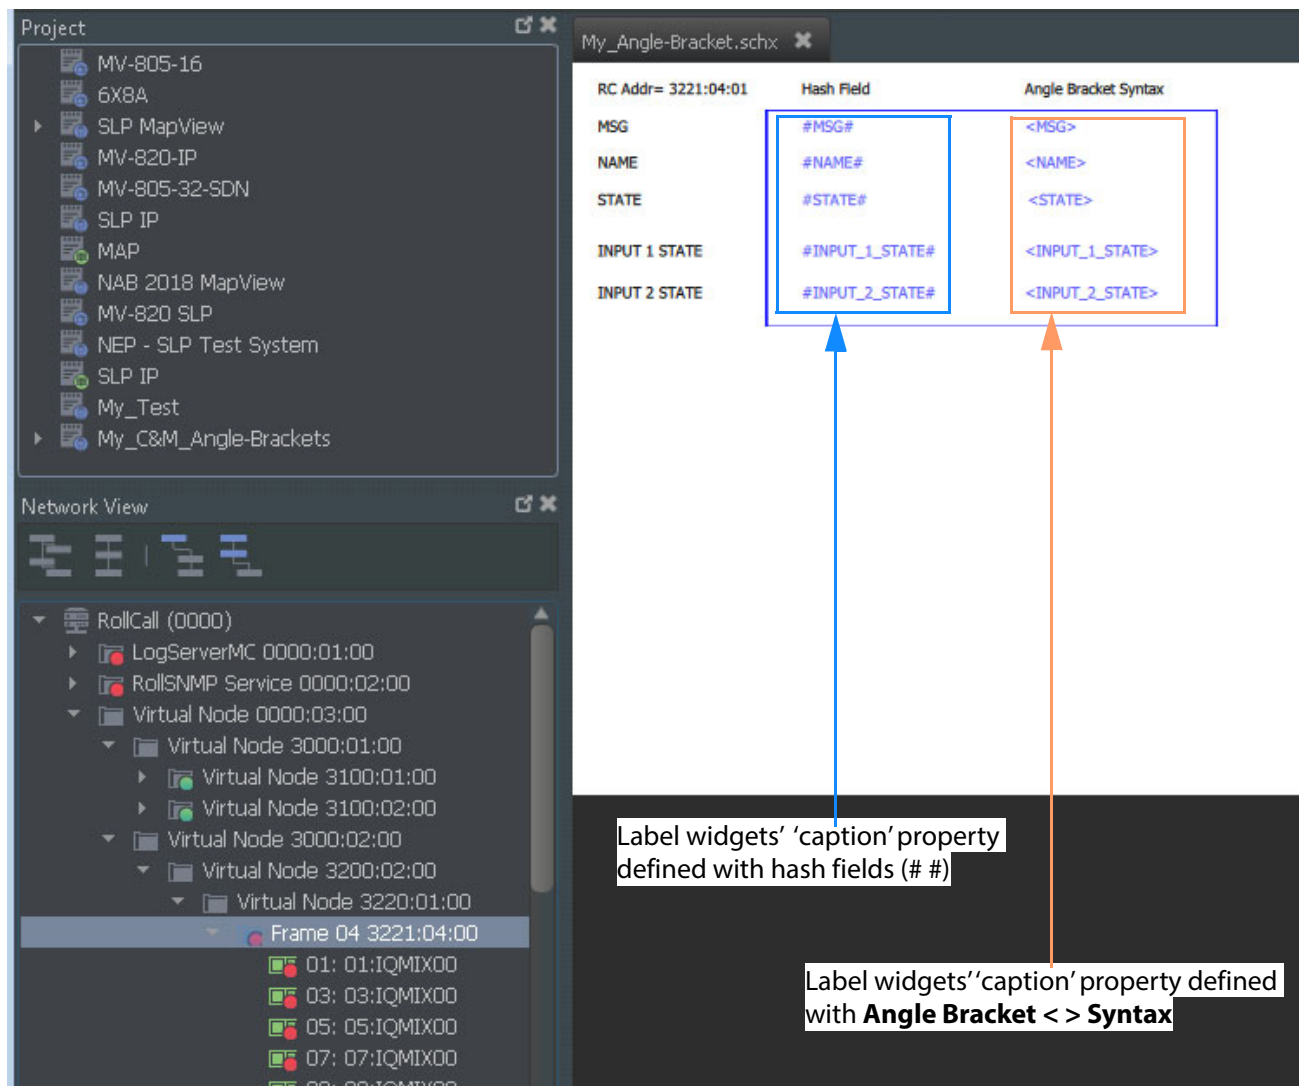 Project
MV-805-16
6X8A
SLP MapView
MV-820-IP
MV-805-32-SDN
SLP IP
MAP
NAB 2018 MapView
MV-820 SLP
NEP - SLP Test System
SLP IP
My_Test
My_C&M_Angle-Brackets
Network View
RollCall (0000)
LogServerMC 0000:01:00
RollSNMP Service 0000:02:00
Virtual Node 0000:03:00
Virtual Node 3000:01:00
Virtual Node 3100:01:00
Virtual Node 3100:02:00
Virtual Node 3000:02:00
Virtual Node 3200:02:00
Virtual Node 3220:01:00
Frame 04 3221:04:00
01: 01:IQMIX00
03: 03:IQMIX00
05: 05:IQMIX00
07: 07:IQMIX00
My_Angle-Bracket.schx
RC Addr= 3221:04:01 Hash Field Angle Bracket Syntax
MSG #MSG# <MSG>
NAME #NAME# <NAME>
STATE #STATE# <STATE>
INPUT 1 STATE #INPUT_1_STATE# <INPUT_1_STATE>
INPUT 2 STATE #INPUT_2_STATE# <INPUT_2_STATE>
Label widgets’ ‘caption’ property
defined with hash fields (# #)
Label widgets’ ‘caption’ property defined
with Angle Bracket < > Syntax